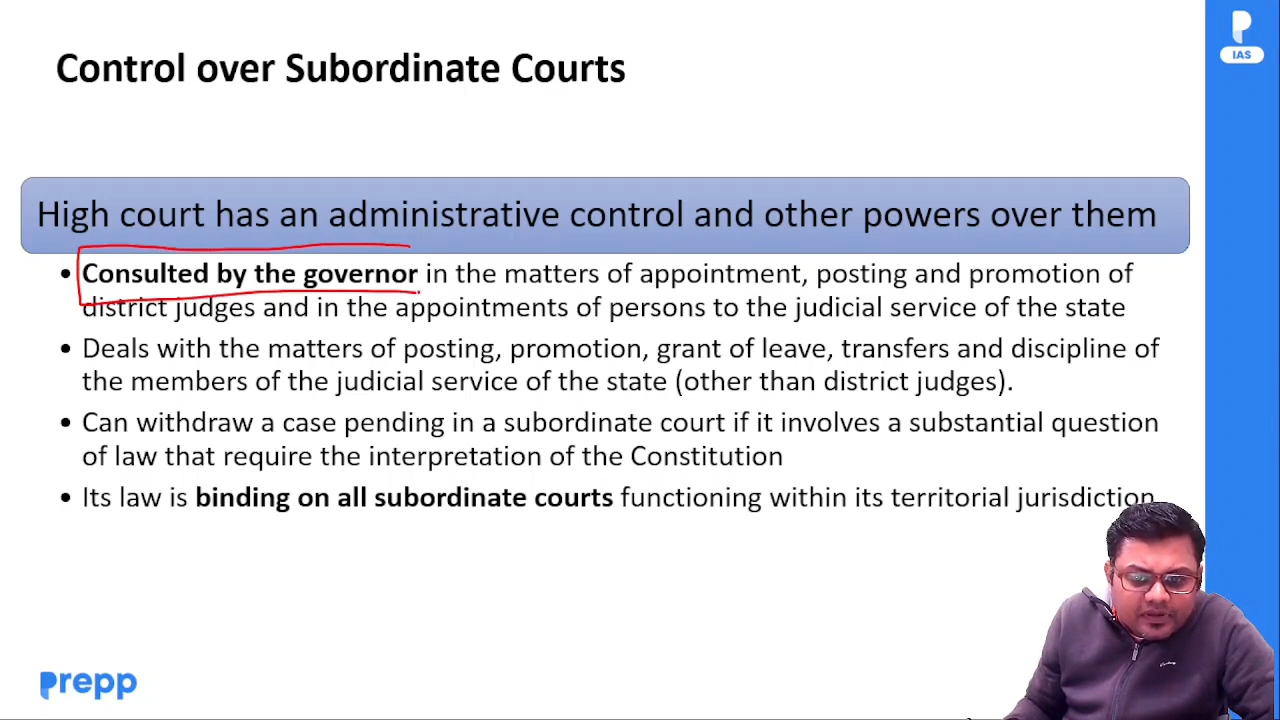 IAS
Control over Subordinate Courts
High court has an administrative control and other powers over them
• Consulted by the governor in the matters of appointment, posting and promotion of
district judges and in the appointments of persons to the judicial service of the state
• Deals with the matters of posting, promotion, grant of leave, transfers and discipline of
the members of the judicial service of the state (other than district judges).
• Can withdraw a case pending in a subordinate court if it involves a substantial question
of law that require the interpretation of the Constitution
• Its law is binding on all subordinate courts functioning within its territorial jurisdiction
prepp